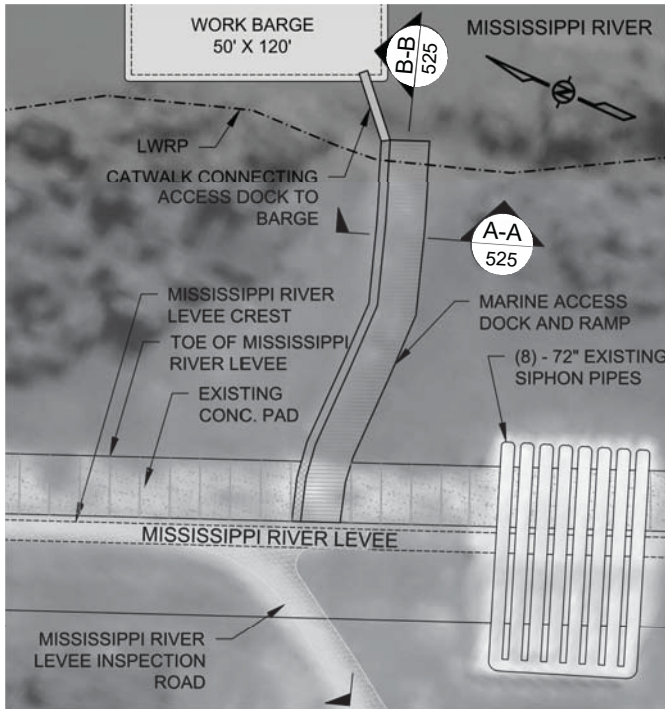 WORK BARGE
50' X 120'
MISSISSIPPI RIVER
B-B
525
N
LWRP
CATWALK CONNECTING
ACCESS DOCK TO
BARGE
A-A
525
MISSISSIPPI RIVER
LEVEE CREST
MARINE ACCESS
DOCK AND RAMP
TOE OF MISSISSIPPI
RIVER LEVEE
(8) - 72" EXISTING
SIPHON PIPES
EXISTING
CONC. PAD
MISSISSIPPI RIVER LEVEE
MISSISSIPPI RIVER
LEVEE INSPECTION
ROAD